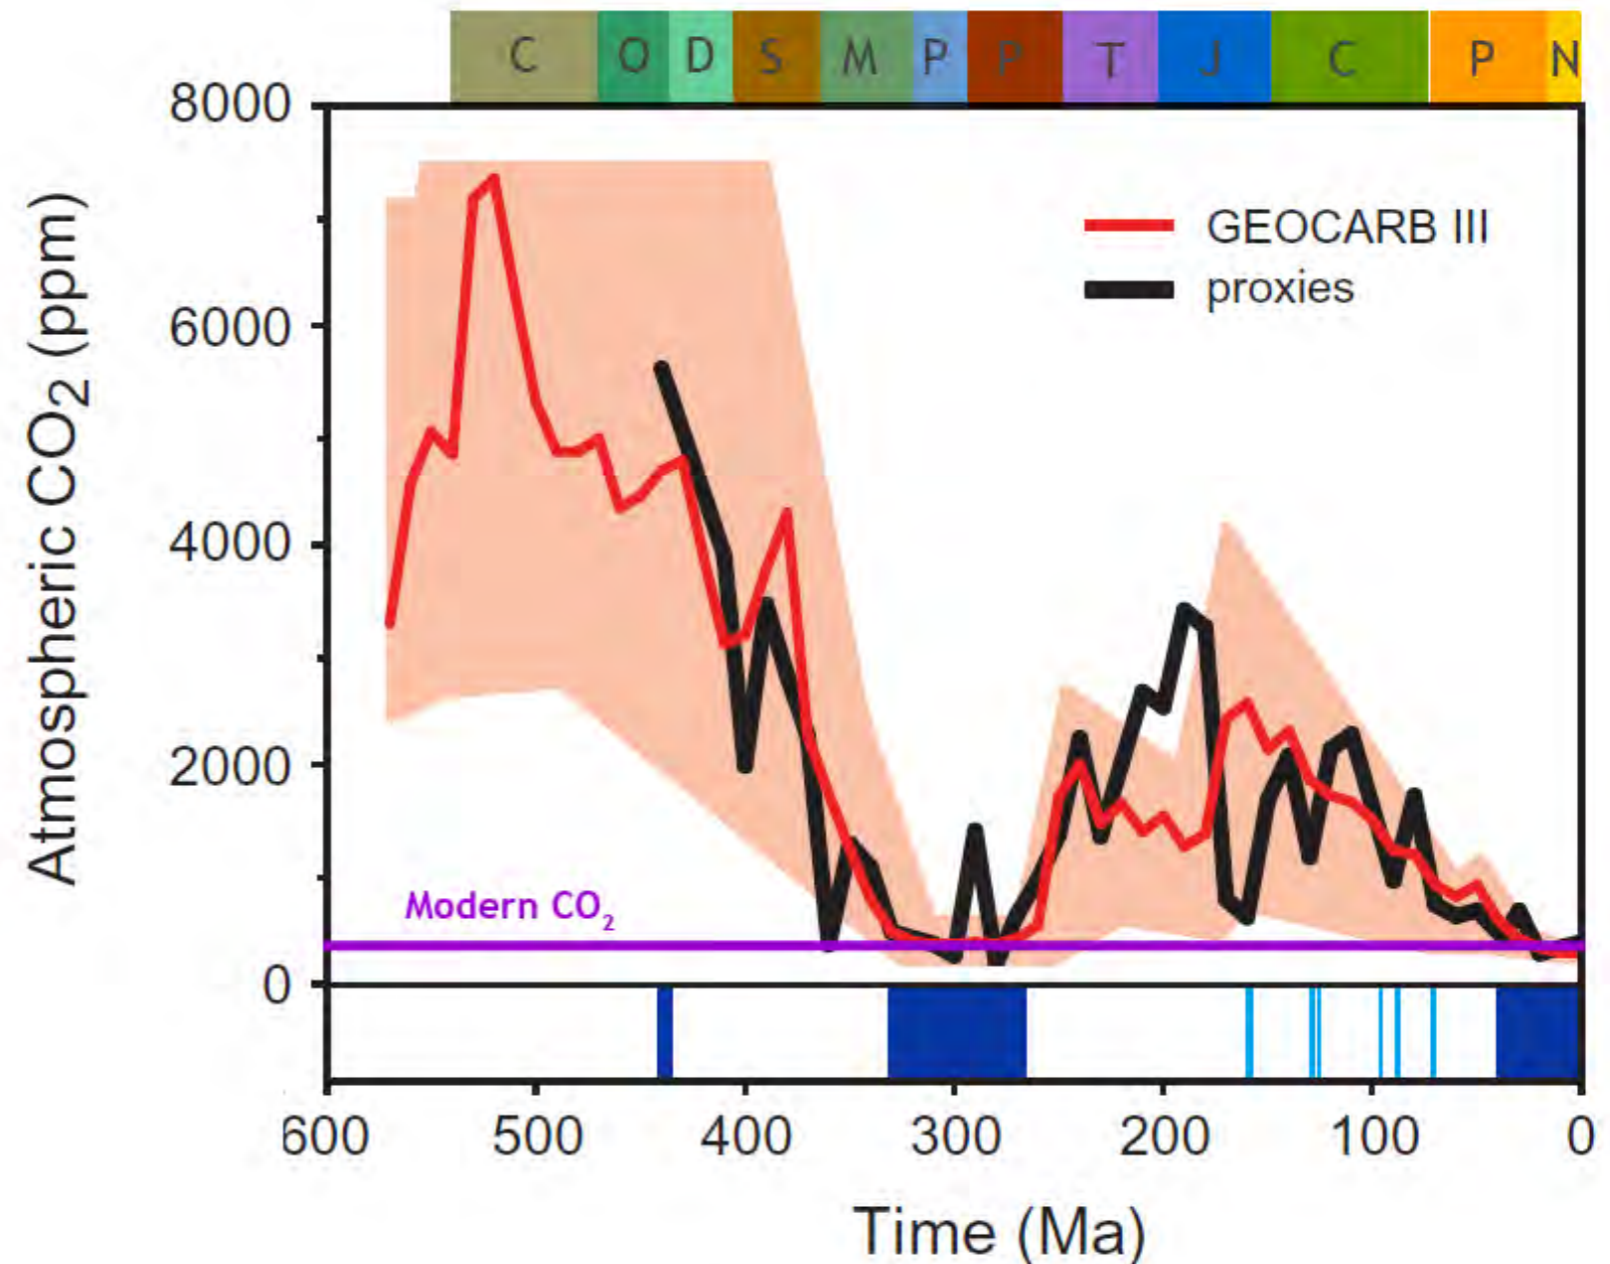 C O D S M P P T J C P N
8000
6000
4000
2000
0
Atmospheric CO2 (ppm)
GEOCARB III
proxies
Modern CO2
600 500 400 300 200 100 0
Time (Ma)